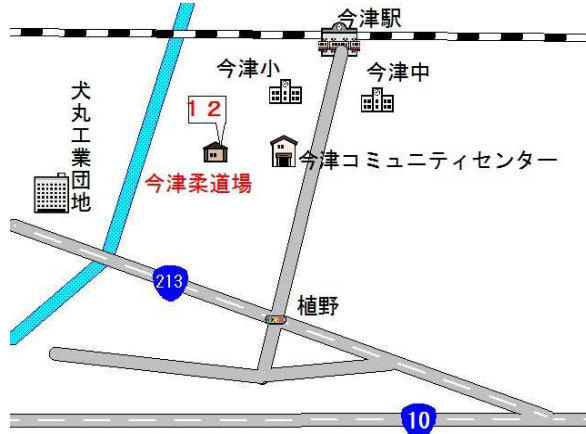 今津駅
今津小
今津中
犬丸工業団地
12
今津コミュニティセンター
今津柔道場
213
植野
10